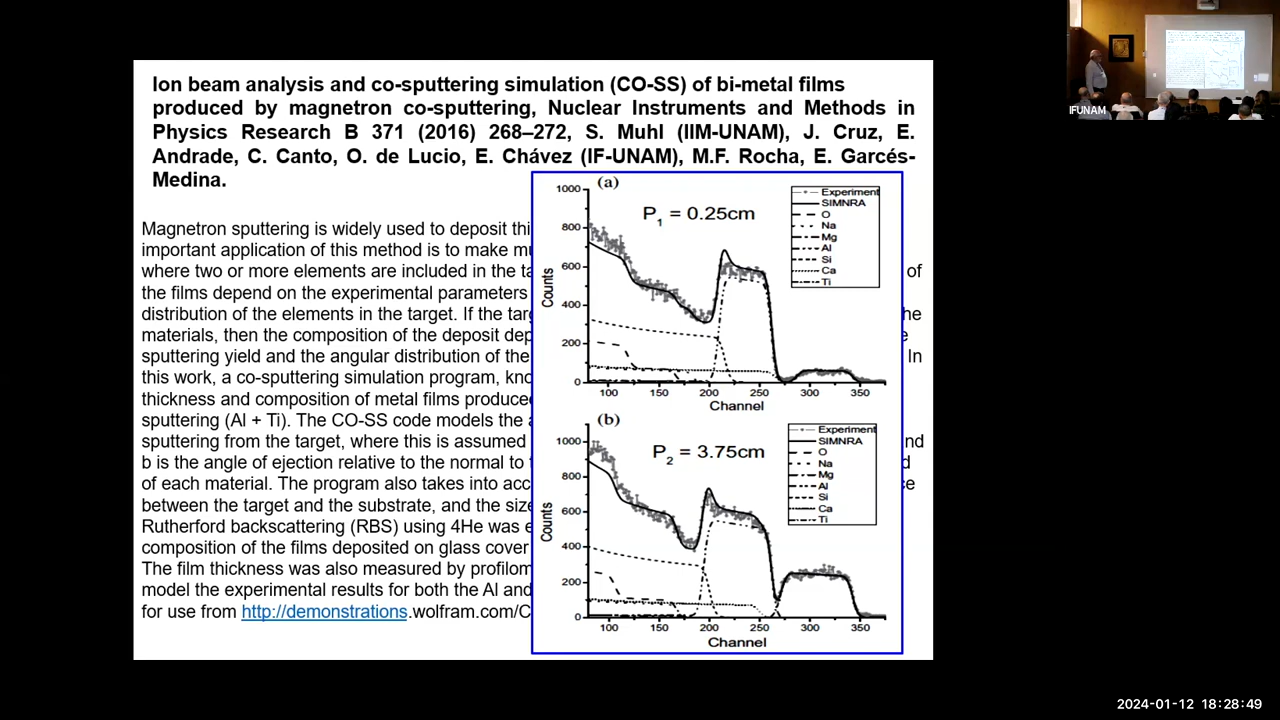 Ion beam analysis and co-sputtering simulation (CO-SS) of bi-metal films
produced by magnetron co-sputtering, Nuclear Instruments and Methods in
Physics Research B 371 (2016) 268–272, S. Muhl (IIM-UNAM), J. Cruz, E.
Andrade, C. Canto, O. de Lucio, E. Chávez (IF-UNAM), M.F. Rocha, E. Garcés-
Medina.
Magnetron sputtering is widely used to deposit thi
important application of this method is to make mu
where two or more elements are included in the ta of
the films depend on the experimental parameters
distribution of the elements in the target. If the targ he
materials, then the composition of the deposit dep
sputtering yield and the angular distribution of the In
this work, a co-sputtering simulation program, kno
thickness and composition of metal films produce
sputtering (Al + Ti). The CO-SS code models the a
sputtering from the target, where this is assumed nd
b is the angle of ejection relative to the normal to
of each material. The program also takes into acc ce
between the target and the substrate, and the size
Rutherford backscattering (RBS) using 4He was e
composition of the films deposited on glass cover
The film thickness was also measured by profilom
model the experimental results for both the Al and
for use from http://demonstrations.wolfram.com/C
(a)
P1 = 0.25cm
Experiment
SIMNRA
O
Na
Mg
Al
Si
Ca
Ti
Counts
1000
800
600
400
200
0
100 150 200 250 300 350
Channel
(b)
P2 = 3.75cm
Experiment
SIMNRA
O
Na
Mg
Al
Si
Ca
Ti
Counts
1000
800
600
400
200
0
100 150 200 250 300 350
Channel
IFUNAM
2024-01-12 18:28:49